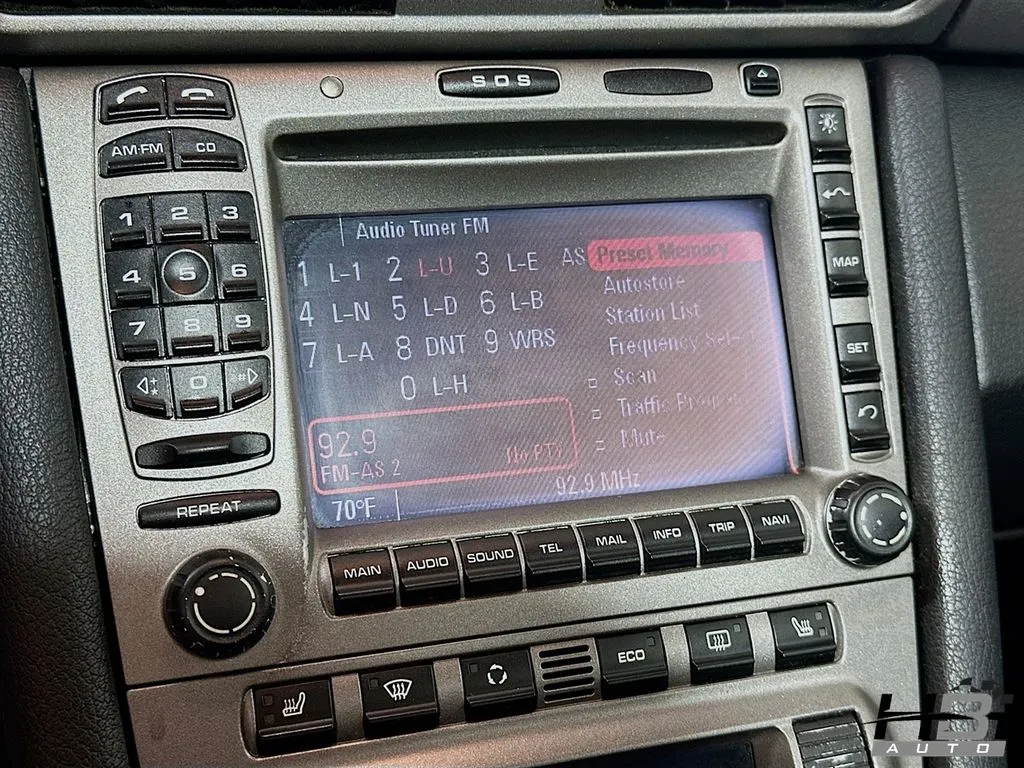 SOS
AM·FM CD
1 2 3
4 5 6
7 8 9
0 #
REPEAT
MAP
SET
Audio Tuner FM
1 L-1 2 L-U 3 L-E AS
4 L-N 5 L-D 6 L-B
7 L-A 8 DNT 9 WRS
0 L-H
Preset Memory
Autostore
Station List
Frequency
Scan
Traffic
Mute
92.9
FM-AS 2 No PTY
70°F 92.9 MHz
MAIN AUDIO SOUND TEL MAIL INFO TRIP NAVI
ECO
AUTO